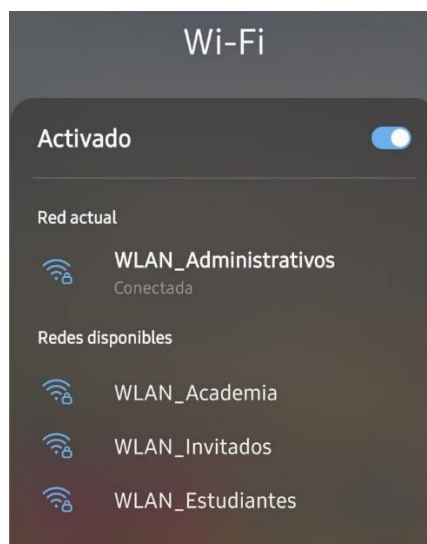 Wi-Fi
Activado
Red actual
WLAN_Administrativos
Conectada
Redes disponibles
WLAN_Academia
WLAN_Invitados
WLAN_Estudiantes